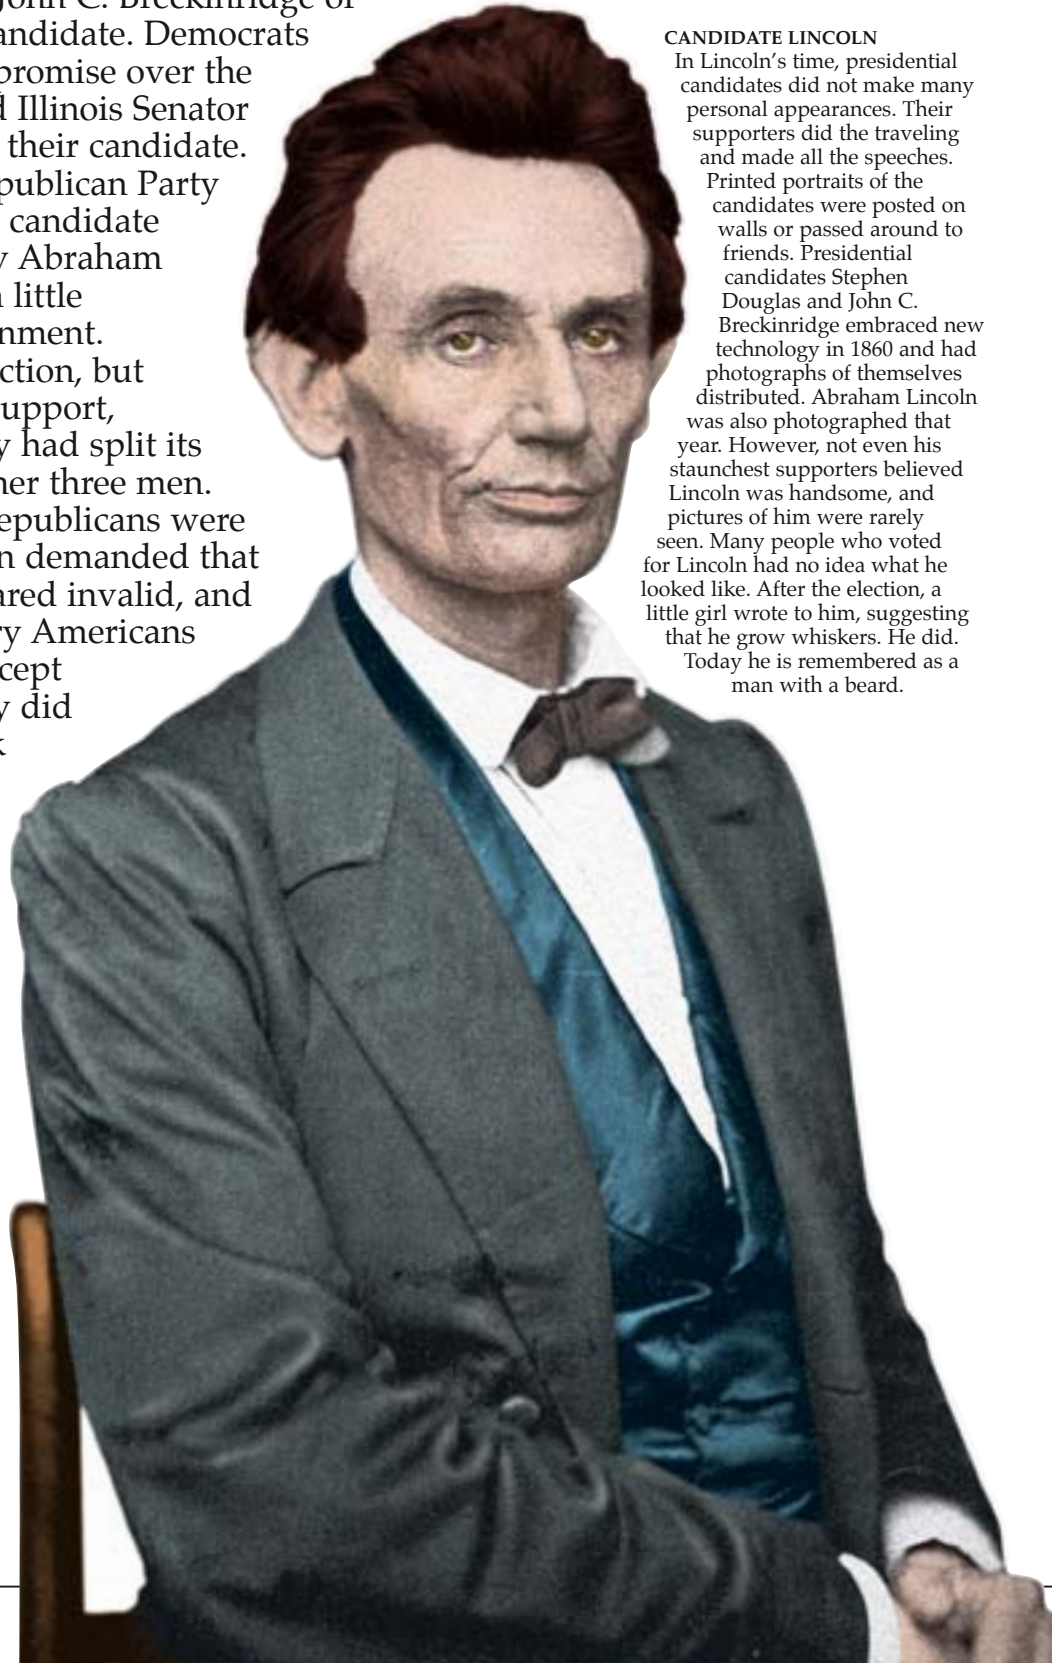 John C. Breckinridge of
andidate. Democrats
promise over the
d Illinois Senator
their candidate.
publican Party
candidate
y Abraham
little
nment.
ction, but
upport,
y had split its
her three men.
epublicans were
n demanded that
ared invalid, and
ry Americans
cept
y did
k
CANDIDATE LINCOLN
In Lincoln’s time, presidential
candidates did not make many
personal appearances. Their
supporters did the traveling
and made all the speeches.
Printed portraits of the
candidates were posted on
walls or passed around to
friends. Presidential
candidates Stephen
Douglas and John C.
Breckinridge embraced new
technology in 1860 and had
photographs of themselves
distributed. Abraham Lincoln
was also photographed that
year. However, not even his
staunchest supporters believed
Lincoln was handsome, and
pictures of him were rarely
seen. Many people who voted
for Lincoln had no idea what he
looked like. After the election, a
little girl wrote to him, suggesting
that he grow whiskers. He did.
Today he is remembered as a
man with a beard.